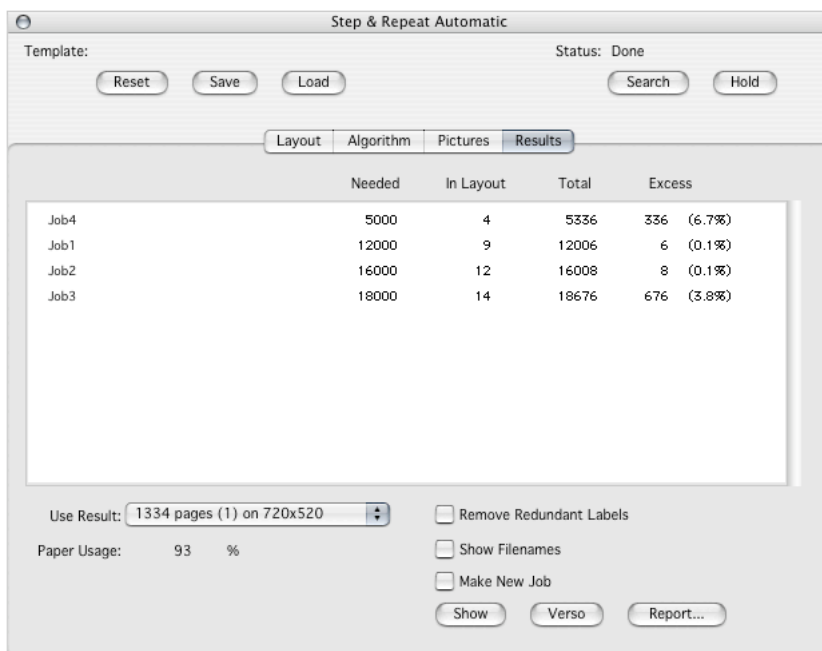 Step & Repeat Automatic
Template: Status: Done
Reset Save Load Search Hold
Layout Algorithm Pictures Results
Needed In Layout Total Excess
Job4 5000 4 5336 336 (6.7%)
Job1 12000 9 12006 6 (0.1%)
Job2 16000 12 16008 8 (0.1%)
Job3 18000 14 18676 676 (3.8%)
Use Result: 1334 pages (1) on 720x520 Remove Redundant Labels
Paper Usage: 93 % Show Filenames
Make New Job
Show Verso Report...